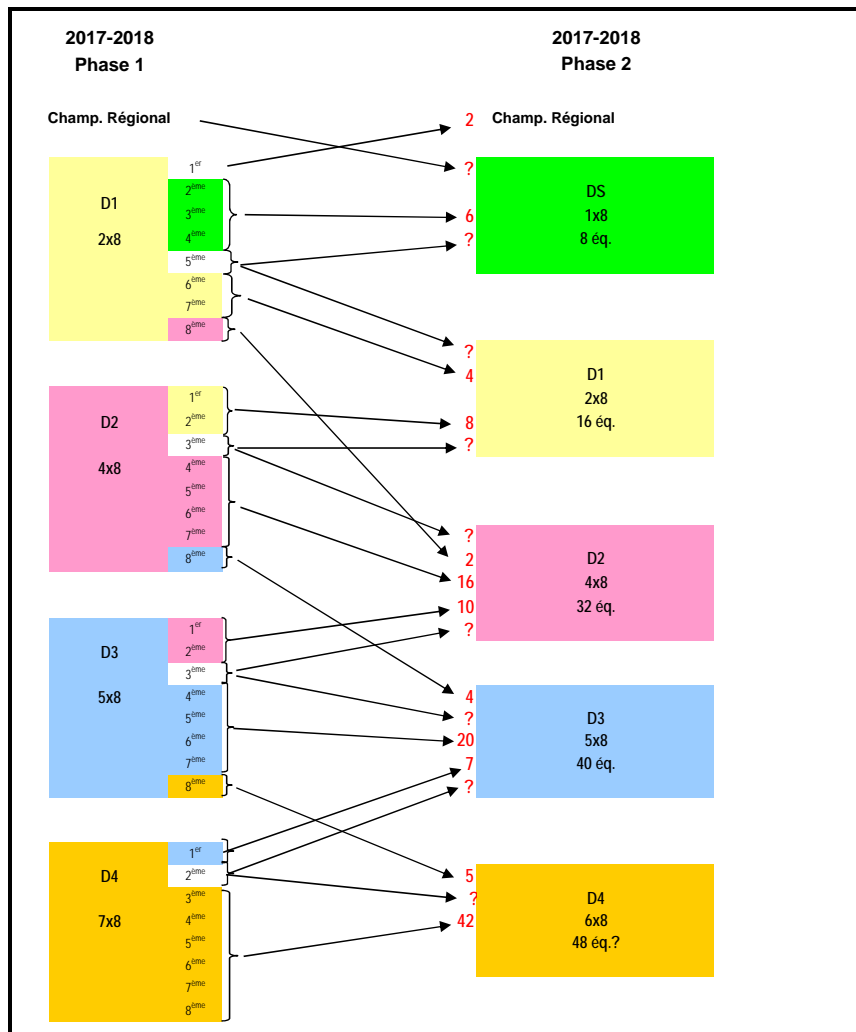 2017-2018
Phase 1
2017-2018
Phase 2
Champ. Régional
2
Champ. Régional
D1
2x8
1er
2ème
3ème
4ème
5ème
6ème
7ème
8ème
?
6
?
DS
1x8
8 éq.
?
4
8
?
D1
2x8
16 éq.
D2
4x8
1er
2ème
3ème
4ème
5ème
6ème
7ème
8ème
?
2
16
10
?
D2
4x8
32 éq.
D3
5x8
1er
2ème
3ème
4ème
5ème
6ème
7ème
8ème
4
?
20
7
?
D3
5x8
40 éq.
D4
7x8
1er
2ème
3ème
4ème
5ème
6ème
7ème
8ème
5
?
42
D4
6x8
48 éq.?